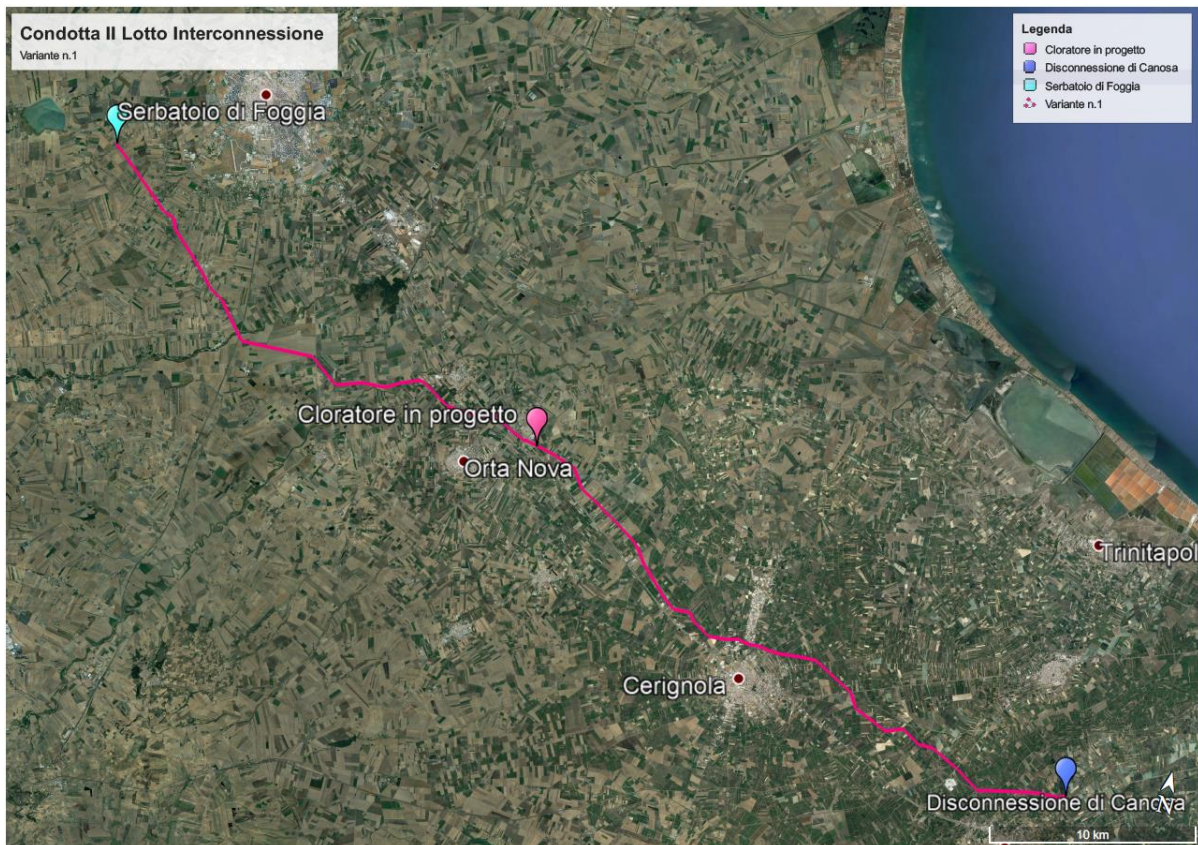 Condotta II Lotto Interconnessione
Variante n.1
Legenda
Cloratore in progetto
Disconnessione di Canosa
Serbatoio di Foggia
Variante n.1
Serbatoio di Foggia
Cloratore in progetto
Orta Nova
Trinitapol
Cerignola
Disconnessione di Canosa
N
10 km